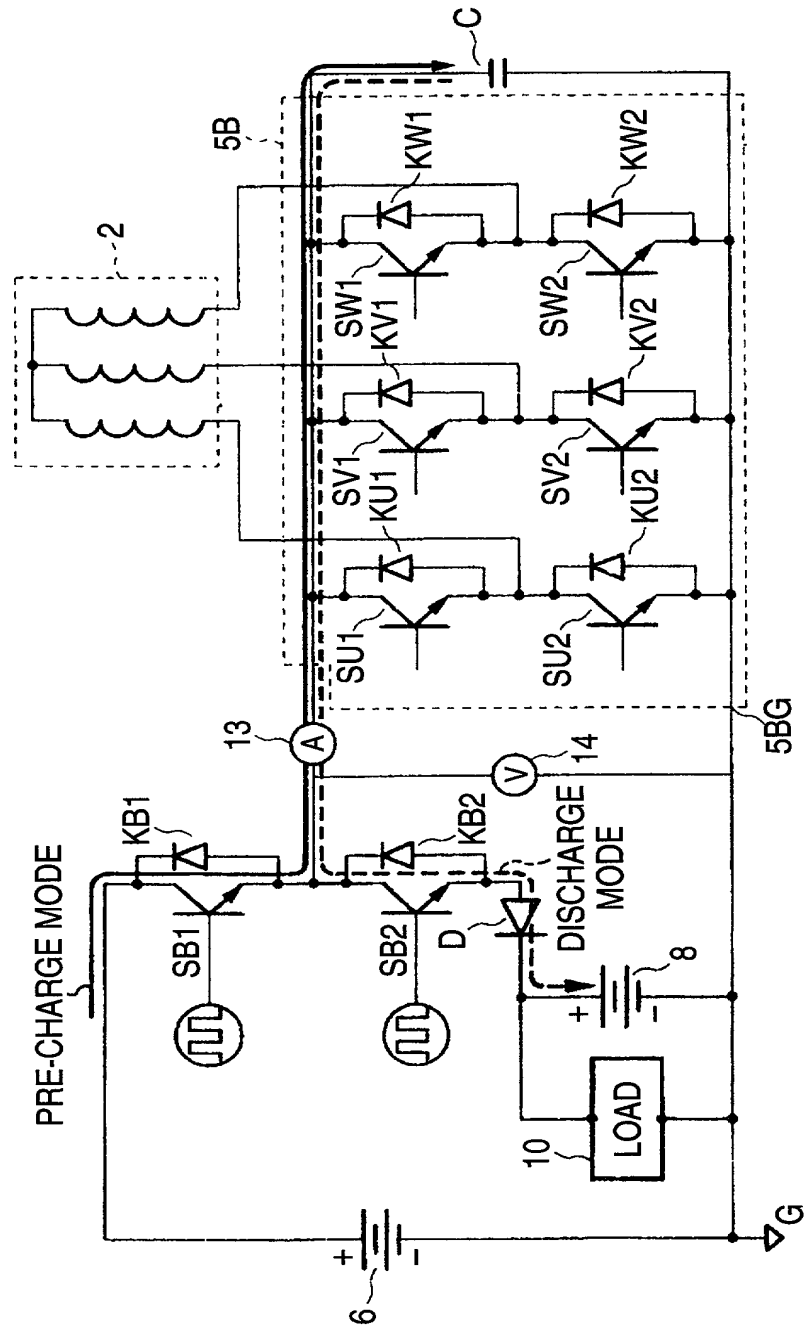 PRE-CHARGE MODE
6
+
-
10
LOAD
G
SB1
KB1
SB2
KB2
D
DISCHARGE
MODE
+
-
8
13
A
V
14
5BG
2
5B
C
SU1
KU1
SV1
KV1
SW1
KW1
SU2
KU2
SV2
KV2
SW2
KW2